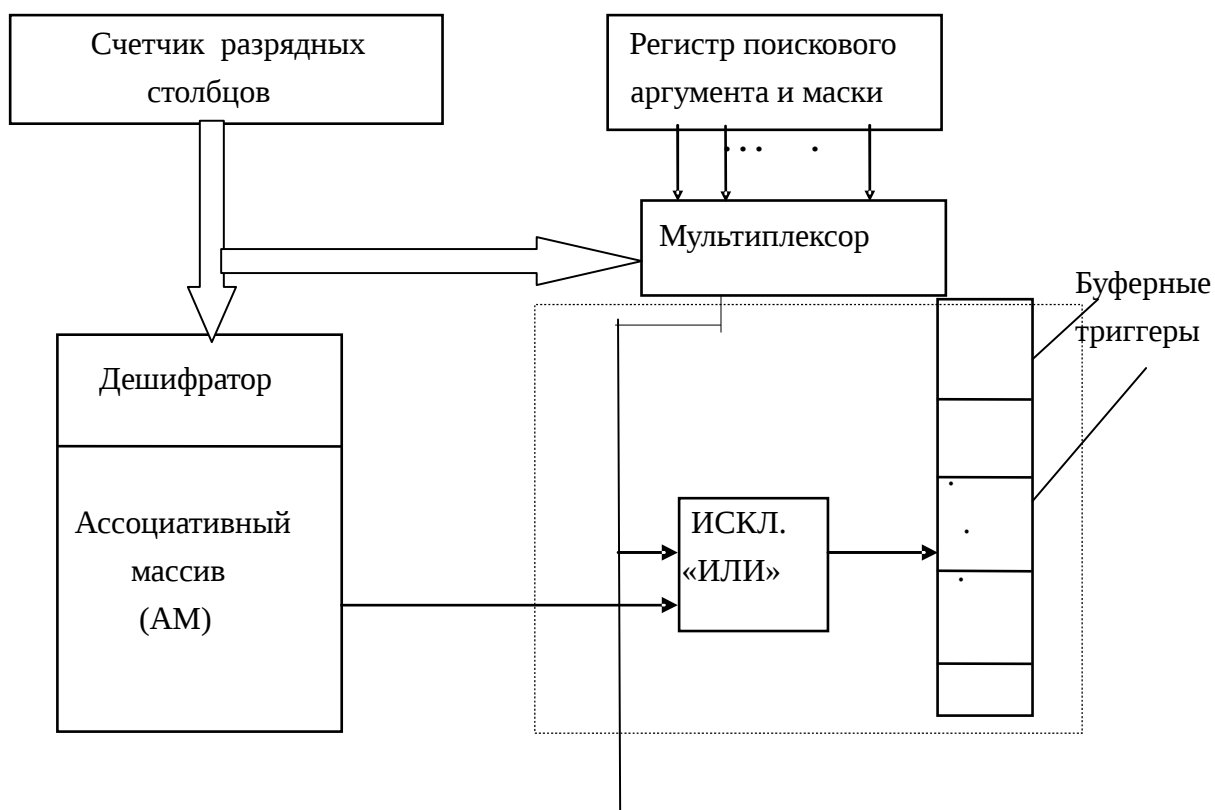 Счетчик разрядных
столбцов
Регистр поискового
аргумента и маски
Мультиплексор
Буферные
триггеры
Дешифратор
Ассоциативный
массив
(АМ)
ИСКЛ.
«ИЛИ»